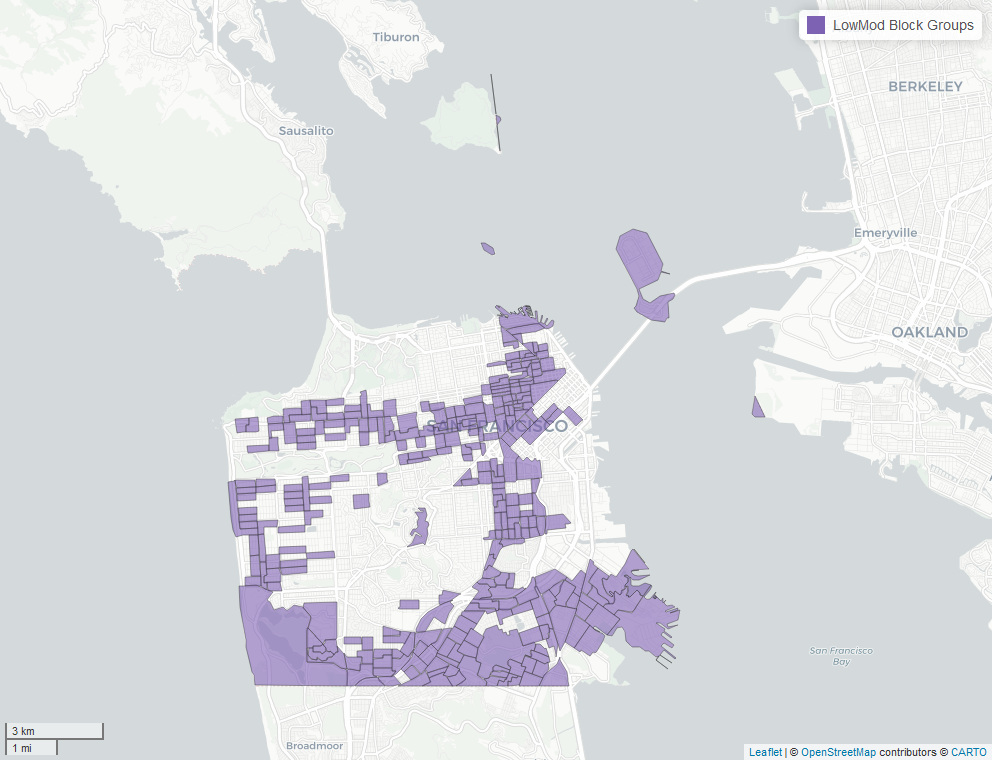 LowMod Block Groups
Tiburon
BERKELEY
Sausalito
Emeryville
OAKLAND
SAN FRANCISCO
San Francisco
Bay
3 km
1 mi
Broadmoor
Leaflet | © OpenStreetMap contributors © CARTO